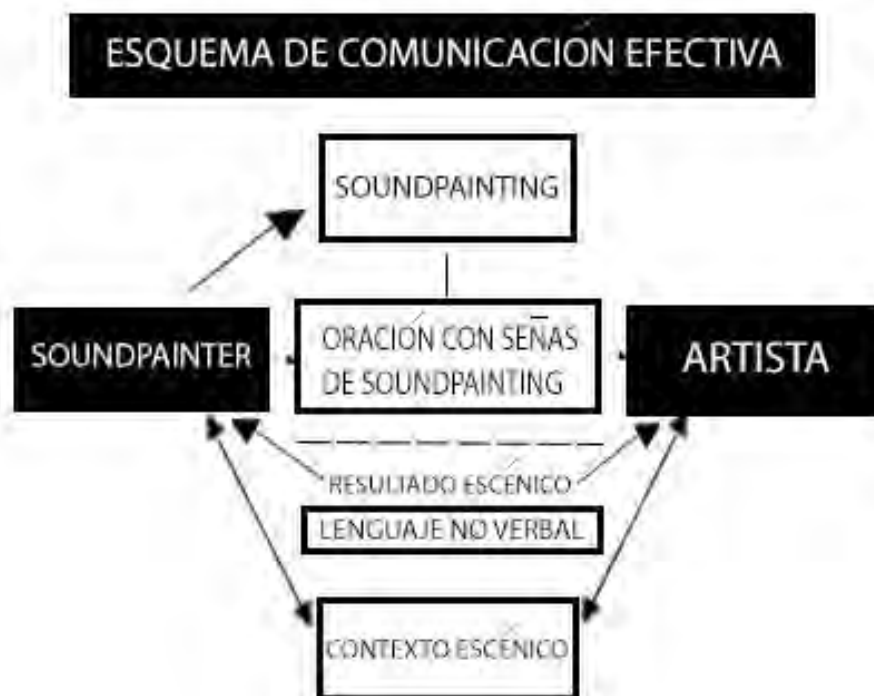 ESQUEMA DE COMUNICACIÓN EFECTIVA
SOUNDPAINTING
SOUNDPAINTER
ORACIÓN CON SEÑAS
DE SOUNDPAINTING
ARTISTA
RESULTADO ESCÉNICO
LENGUAJE NO VERBAL
CONTEXTO ESCÉNICO